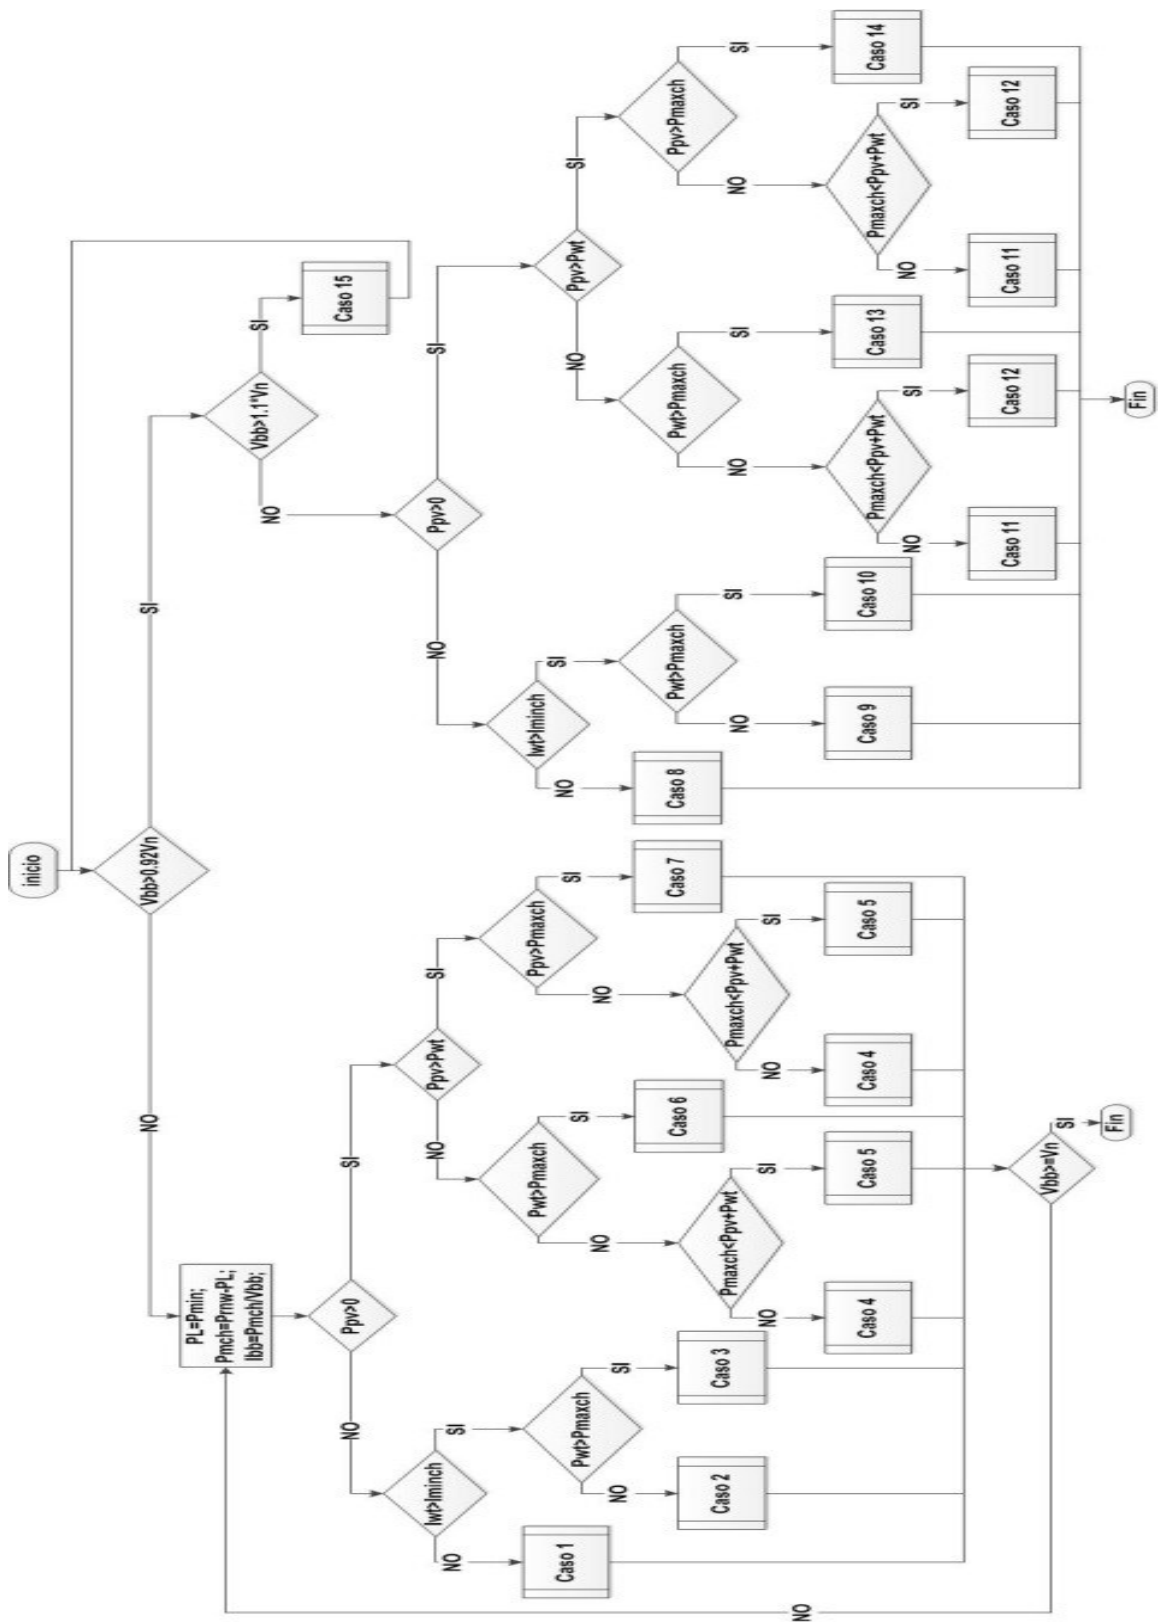 inicio
Vbb>0.92Vn
NO
SI
PL=Pmin;
Pmch=Prnw-PL;
Ibb=Pmch/Vbb;
Vbb>1.1*Vn
NO
SI
Caso 15
Ppv>0
NO
SI
Ppv>0
NO
SI
Iwt>Iminch
NO
SI
Ppv>Pwt
NO
SI
Iwt>Iminch
NO
SI
Ppv>Pwt
NO
SI
Caso 1
Pwt>Pmaxch
NO
SI
Pwt>Pmaxch
NO
SI
Ppv>Pmaxch
NO
SI
Caso 8
Pwt>Pmaxch
NO
SI
Pwt>Pmaxch
NO
SI
Ppv>Pmaxch
NO
SI
Caso 2
Caso 3
Pmaxch<Ppv+Pwt
NO
SI
Caso 6
Pmaxch<Ppv+Pwt
NO
SI
Caso 7
Caso 9
Caso 10
Pmaxch<Ppv+Pwt
NO
SI
Caso 13
Pmaxch<Ppv+Pwt
NO
SI
Caso 14
Caso 4
Caso 5
Caso 4
Caso 5
Caso 11
Caso 12
Caso 11
Caso 12
Vbb>=Vn
NO
SI
Fin
Fin